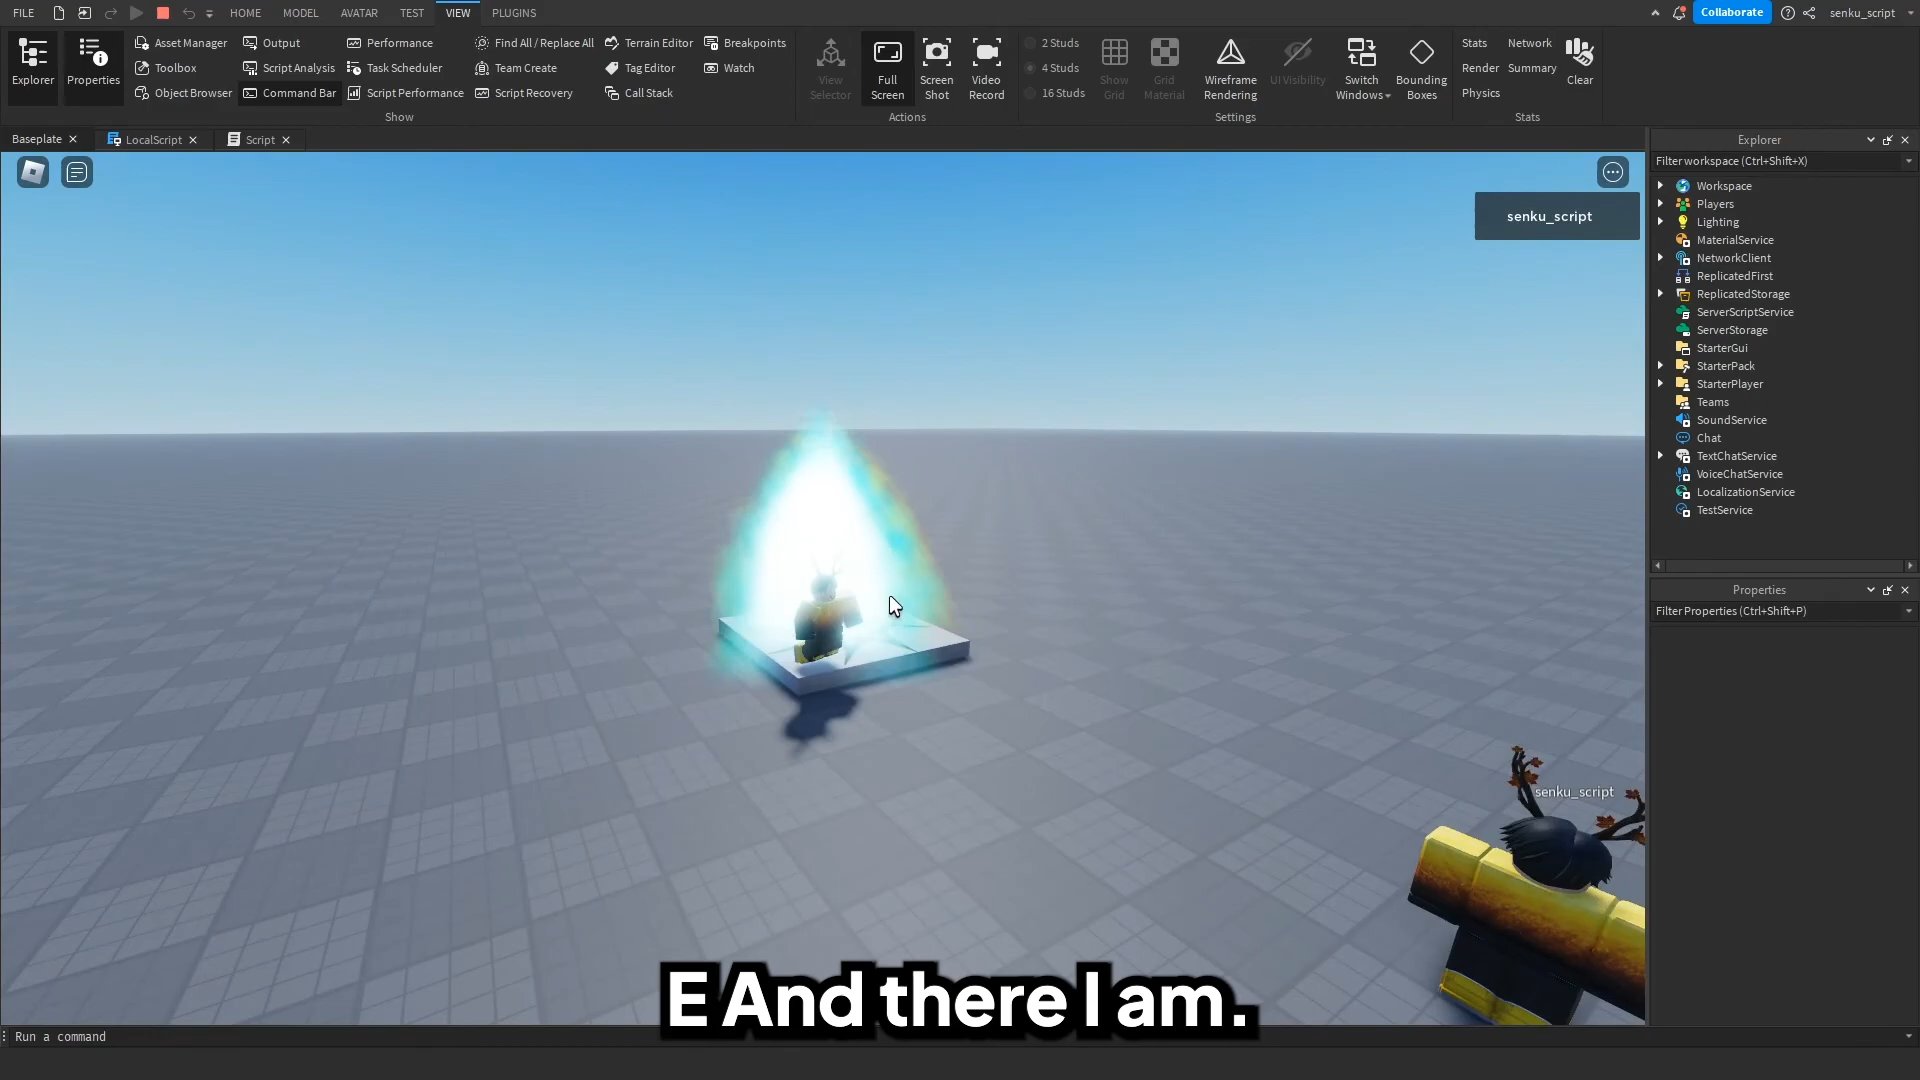 FILE HOME MODEL AVATAR TEST VIEW PLUGINS Collaborate senku_script
Explorer
Properties
Asset Manager
Toolbox
Object Browser
Output
Script Analysis
Command Bar
Performance
Task Scheduler
Script Performance
Find All / Replace All
Team Create
Script Recovery
Terrain Editor
Tag Editor
Call Stack
Breakpoints
Watch
Show
View
Selector
Full
Screen
Screen
Shot
Video
Record
Actions
2 Studs
4 Studs
16 Studs
Show
Grid
Grid
Material
Wireframe
Rendering
UI Visibility
Switch
Windows
Bounding
Boxes
Settings
Stats
Render
Physics
Network
Summary
Clear
Stats
Baseplate LocalScript Script
senku_script
senku_script
E And there I am.
Run a command
Explorer
Filter workspace (Ctrl+Shift+X)
Workspace
Players
Lighting
MaterialService
NetworkClient
ReplicatedFirst
ReplicatedStorage
ServerScriptService
ServerStorage
StarterGui
StarterPack
StarterPlayer
Teams
SoundService
Chat
TextChatService
VoiceChatService
LocalizationService
TestService
Properties
Filter Properties (Ctrl+Shift+P)